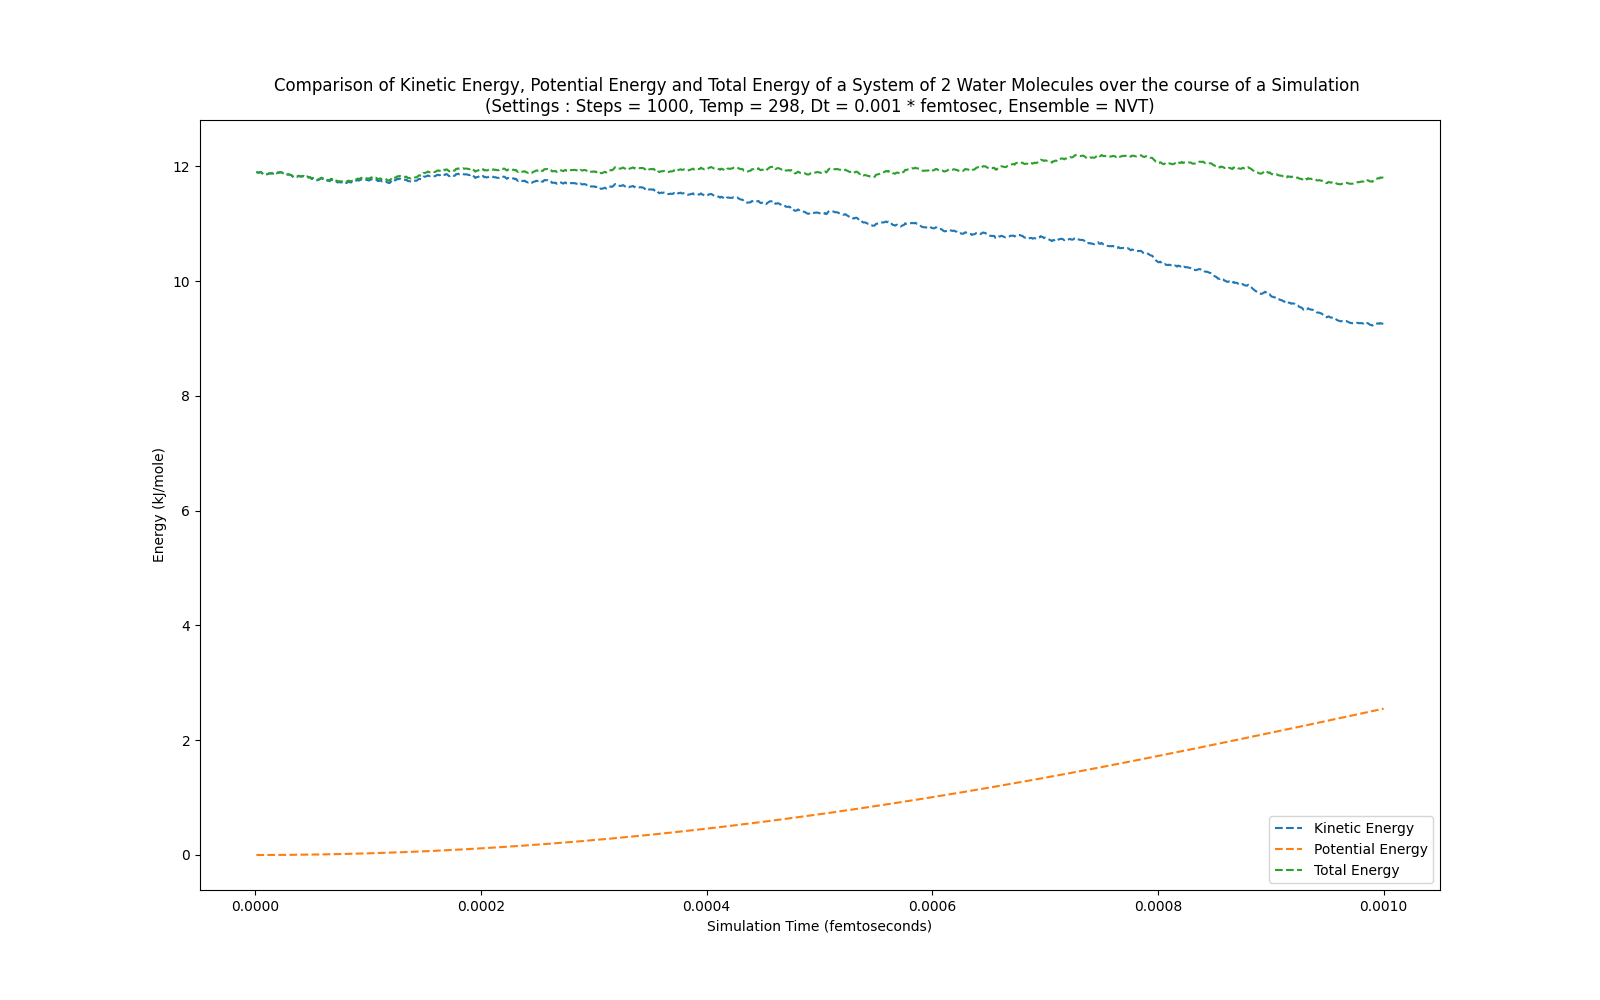 Comparison of Kinetic Energy, Potential Energy and Total Energy of a System of 2 Water Molecules over the course of a Simulation
(Settings : Steps = 1000, Temp = 298, Dt = 0.001 * femtosec, Ensemble = NVT)
Energy (kJ/mole)
12
10
8
6
4
2
0
Kinetic Energy
Potential Energy
Total Energy
0.0000
0.0002
0.0004
0.0006
0.0008
0.0010
Simulation Time (femtoseconds)